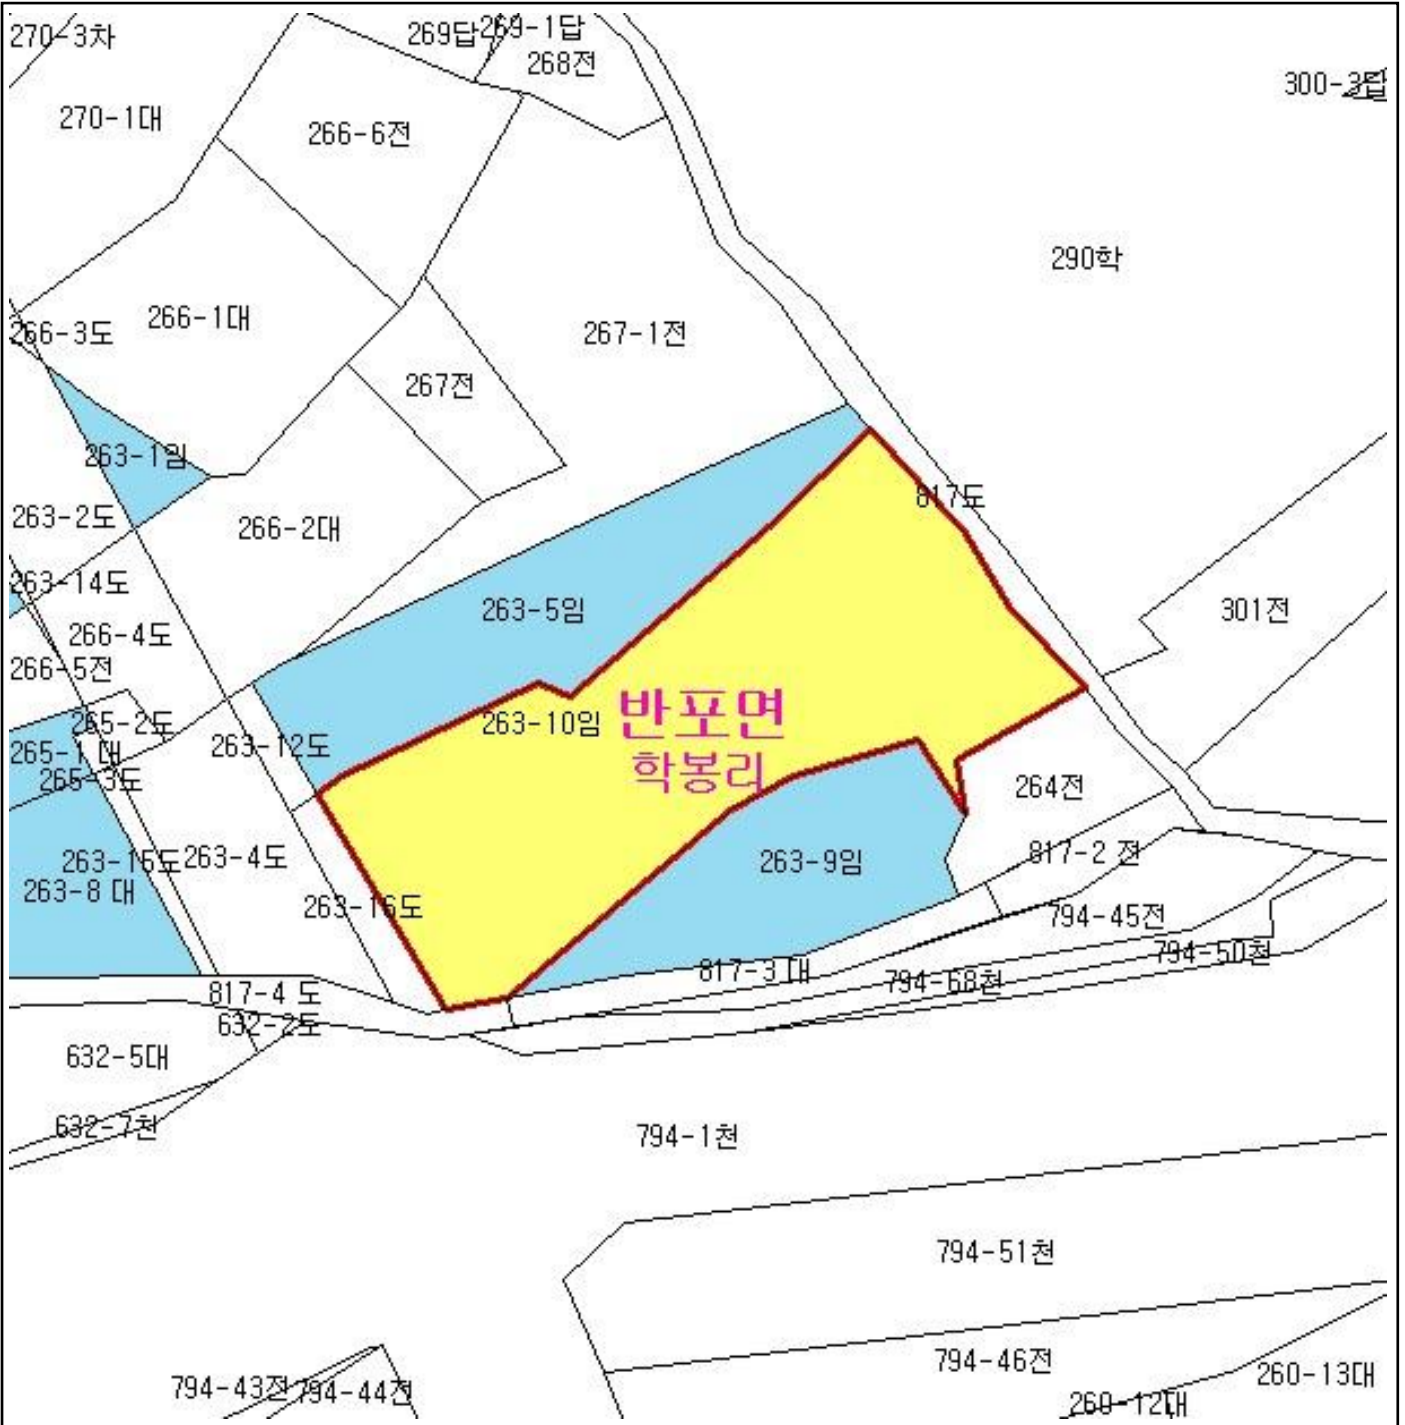 270-3차
269답
269-1답
268전
300-3답
270-1대
266-6전
290학
266-3도
266-1대
267-1전
267전
263-1임
263-2도
266-2대
817도
263-14도
263-5임
301전
266-4도
266-5전
반포면
265-2도
263-10임
265-1 대
263-12도
학봉리
265-3도
264전
263-15도
263-4도
263-9임
817-2 전
263-8 대
263-16도
794-45전
794-50천
817-3 대
794-68천
817-4 도
632-2도
632-5대
632-7천
794-1천
794-51천
794-46전
260-13대
794-43전
794-44전
260-12대